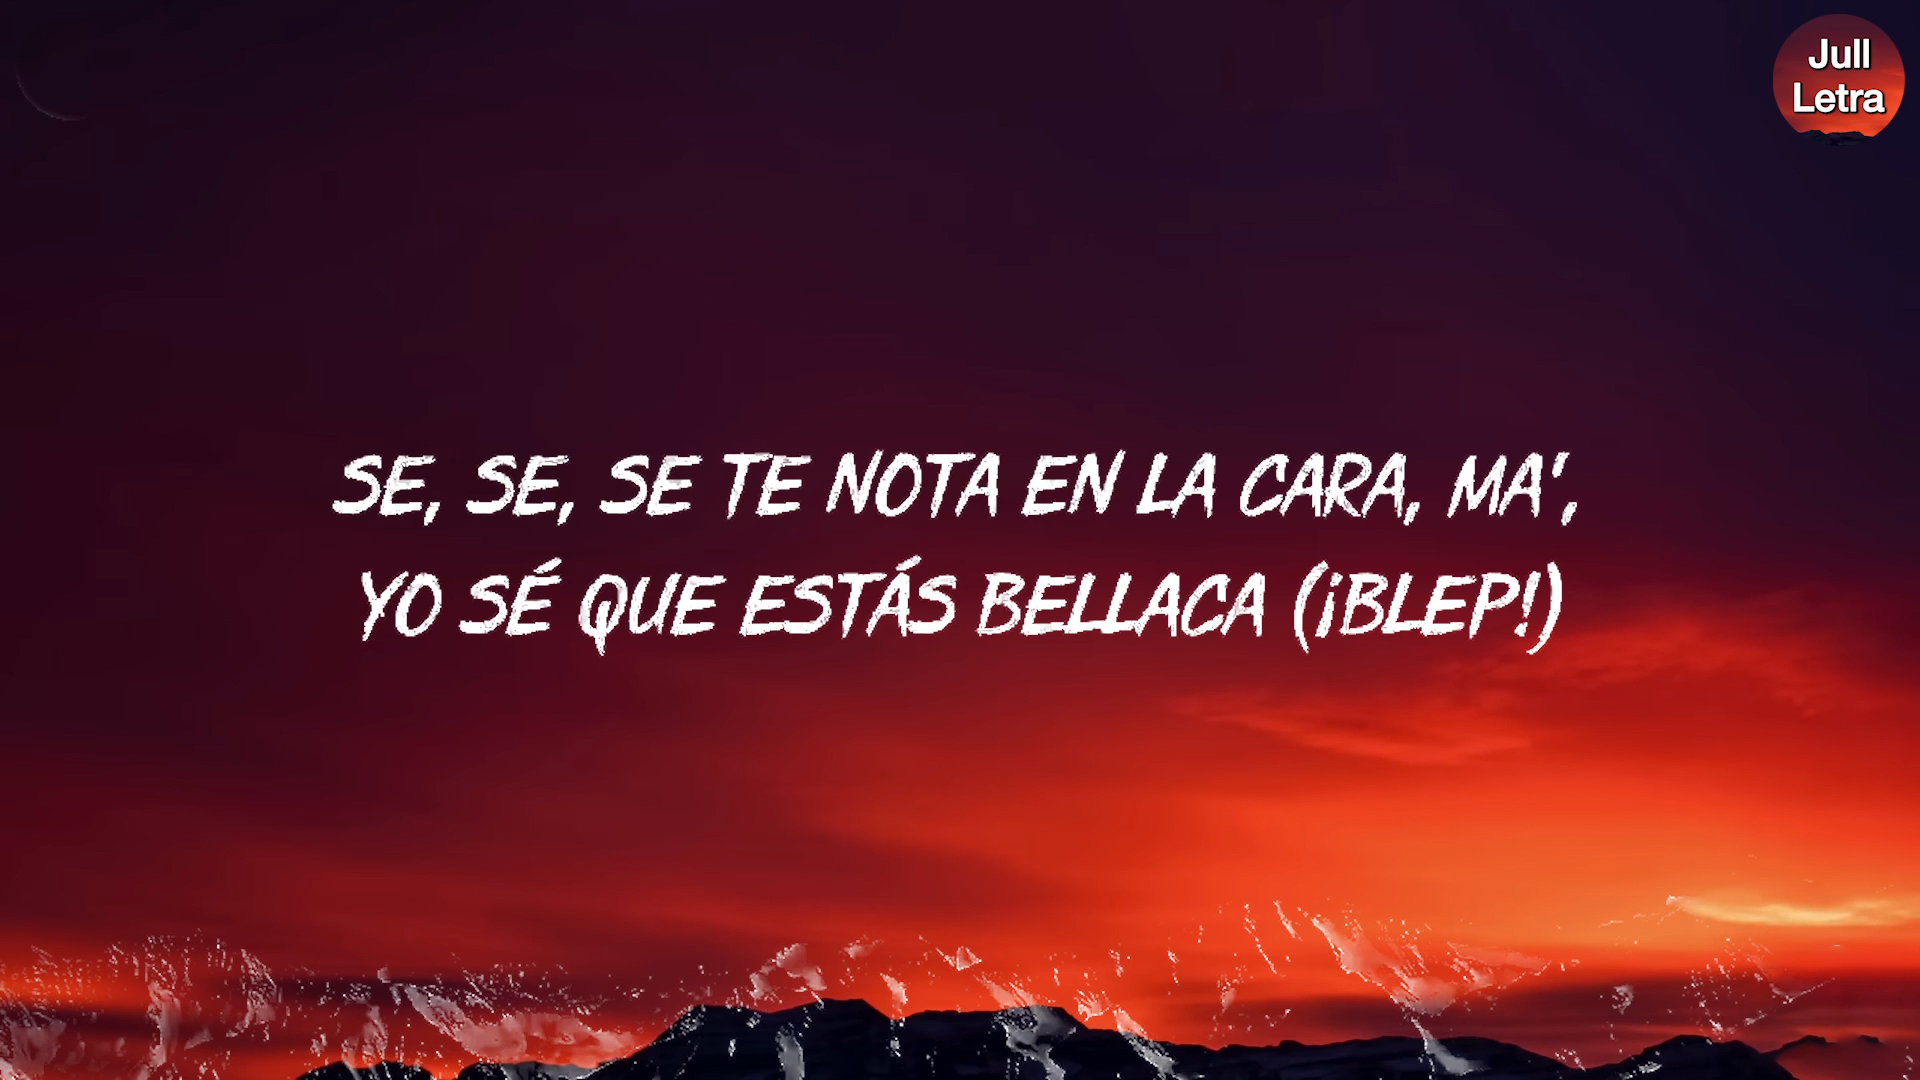 Jull
Letra
SE, SE, SE TE NOTA EN LA CARA, MA',
YO SÉ QUE ESTÁS BELLACA (¡BLEP!)